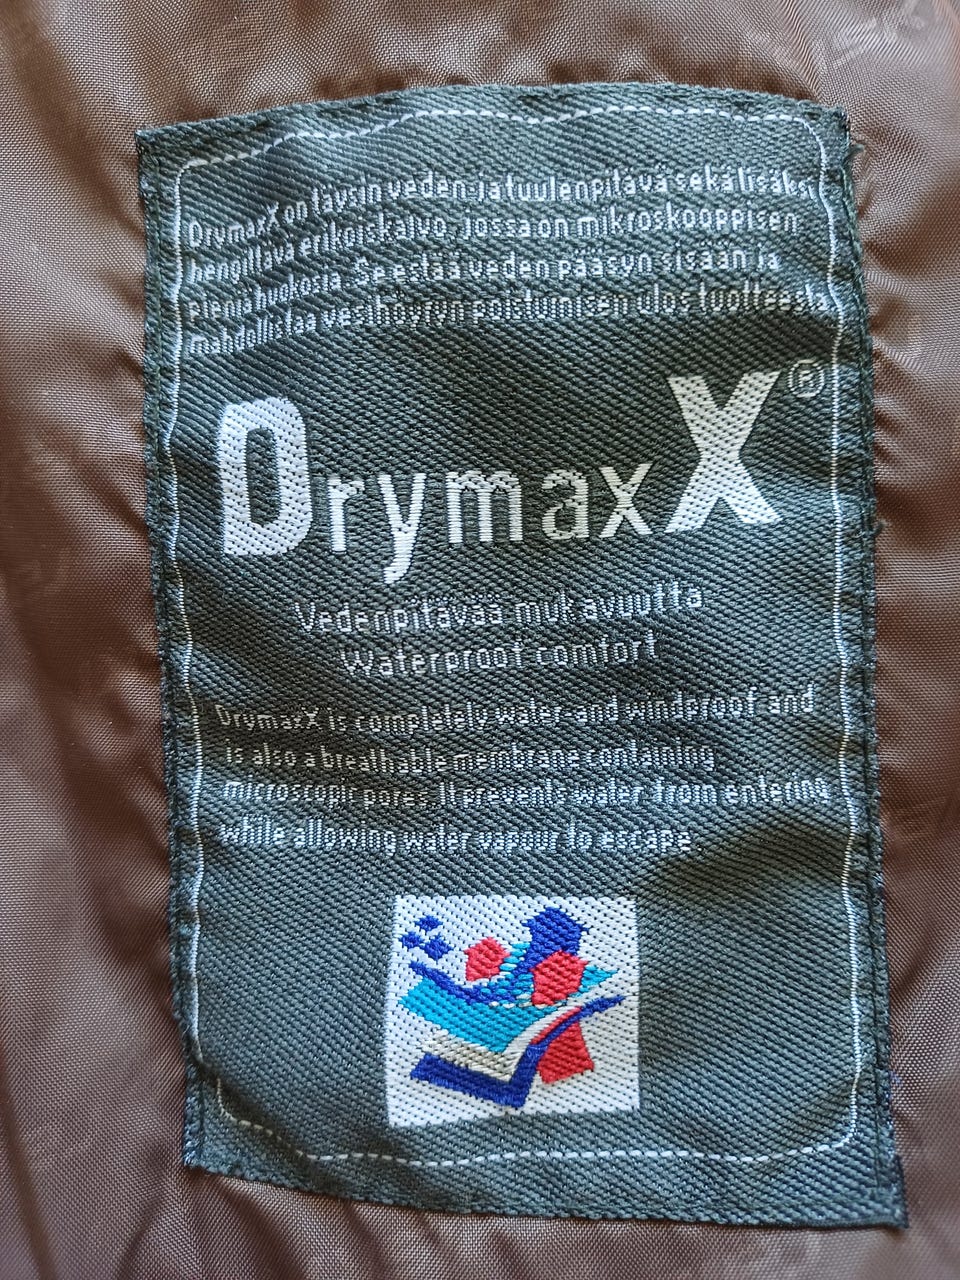 DrymaxX on täysin veden- ja tuulenpitävä sekä lisäksi
hengittävä erikoiskalvo, jossa on mikroskooppisen
pieniä huokosia. Se estää veden pääsyn sisään ja
mahdollistaa vesihöyryn poistumisen ulos tuotteesta
DrymaxX®
Vedenpitävää mukavuutta
Waterproof comfort
DrymaxX is completely water-and windproof and
is also a breathable membrane containing
microscopic pores. It prevents water from entering
while allowing water vapour to escape